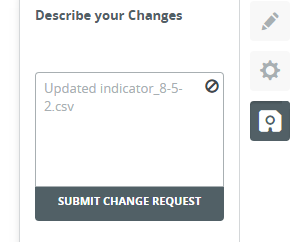 Describe your Changes
Updated indicator_8-5-
2.csv
SUBMIT CHANGE REQUEST